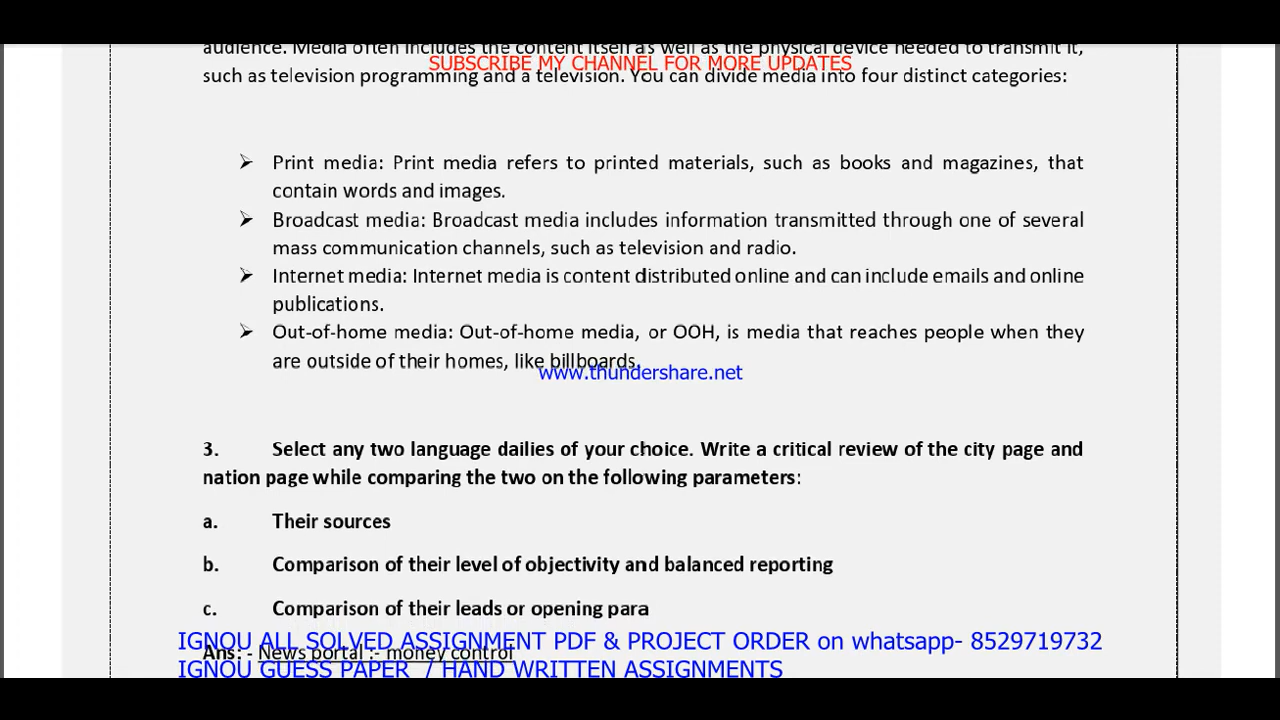 audience. Media often includes the content itself as well as the physical device needed to transmit it,
SUBSCRIBE MY CHANNEL FOR MORE UPDATES
such as television programming and a television. You can divide media into four distinct categories:
➢ Print media: Print media refers to printed materials, such as books and magazines, that
contain words and images.
➢ Broadcast media: Broadcast media includes information transmitted through one of several
mass communication channels, such as television and radio.
➢ Internet media: Internet media is content distributed online and can include emails and online
publications.
➢ Out-of-home media: Out-of-home media, or OOH, is media that reaches people when they
are outside of their homes, like billboards.
www.thundershare.net
3. Select any two language dailies of your choice. Write a critical review of the city page and
nation page while comparing the two on the following parameters:
a. Their sources
b. Comparison of their level of objectivity and balanced reporting
c. Comparison of their leads or opening para
IGNOU ALL SOLVED ASSIGNMENT PDF & PROJECT ORDER on whatsapp- 8529719732
Ans: - News portal :- money control
IGNOU GUESS PAPER / HAND WRITTEN ASSIGNMENTS